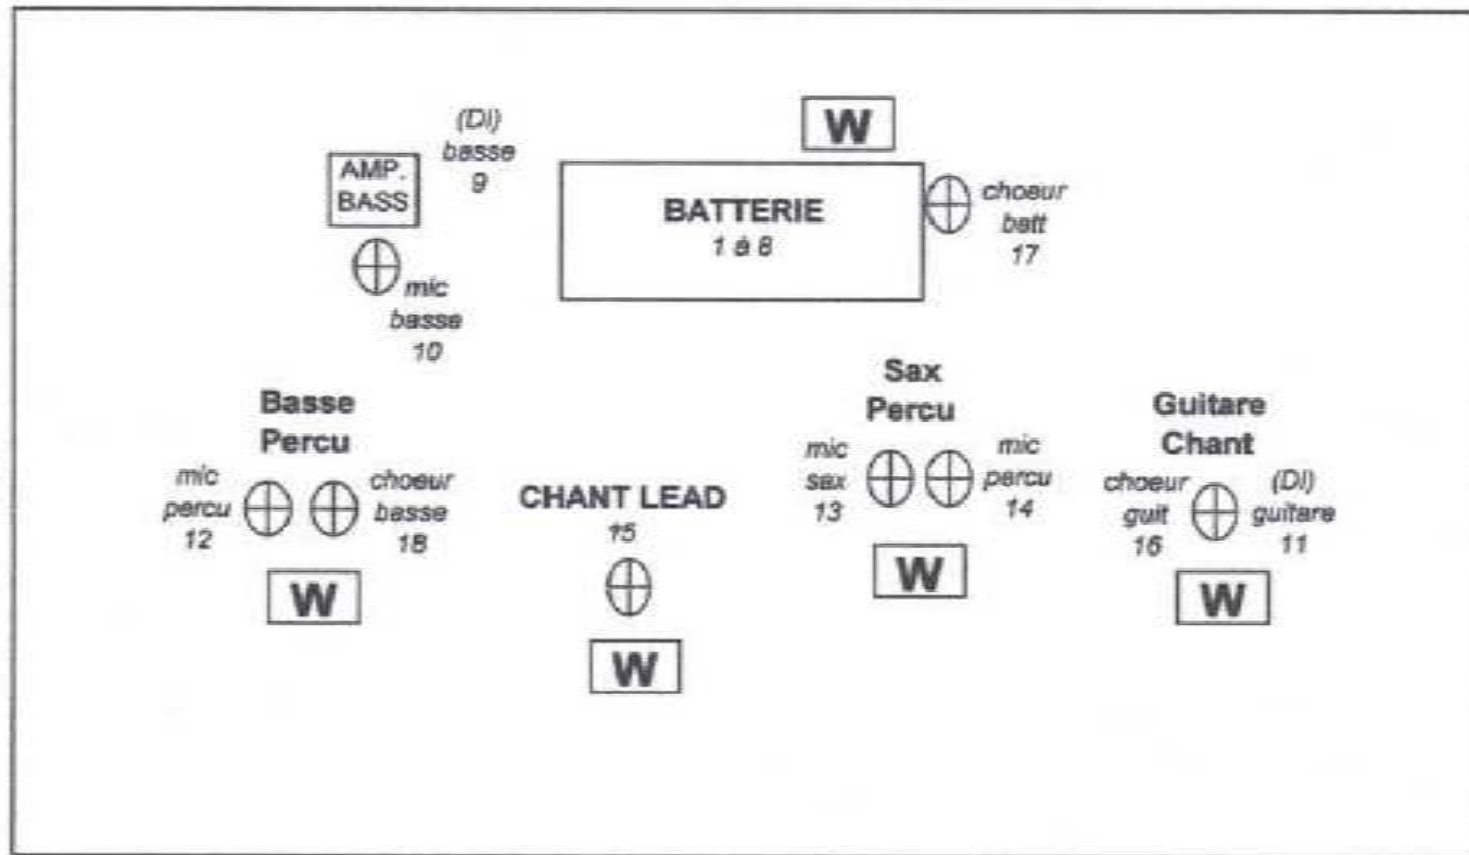 (DI)
basse
9
AMP.
BASS
W
BATTERIE
1 à 8
choeur
batt
17
mic
basse
10
Basse
Percu
mic
percu
12
choeur
basse
18
W
CHANT LEAD
15
W
Sax
Percu
mic
sax
13
mic
percu
14
W
Guitare
Chant
choeur
guit
16
(DI)
guitare
11
W